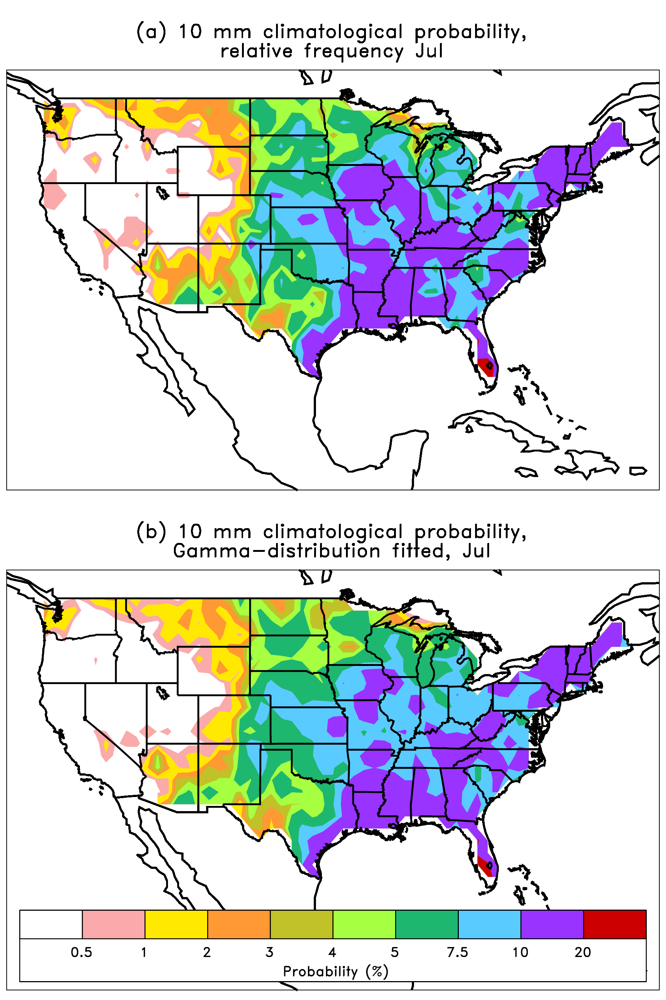 (a) 10 mm climatological probability,
relative frequency Jul
(b) 10 mm climatological probability,
Gamma-distribution fitted, Jul
0.5 1 2 3 4 5 7.5 10 20
Probability (%)